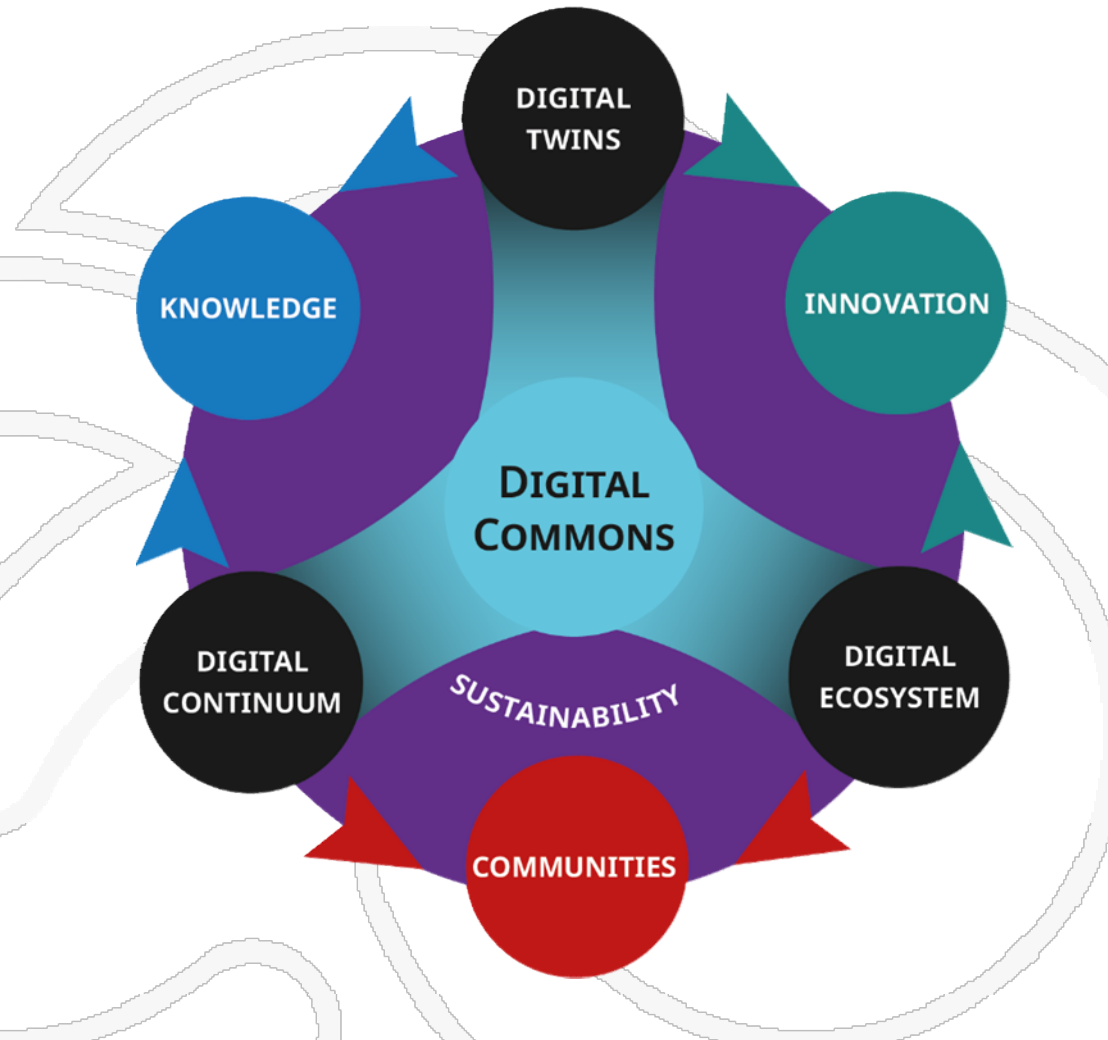 DIGITAL
TWINS
KNOWLEDGE
INNOVATION
DIGITAL
COMMONS
DIGITAL
CONTINUUM
DIGITAL
ECOSYSTEM
SUSTAINABILITY
COMMUNITIES